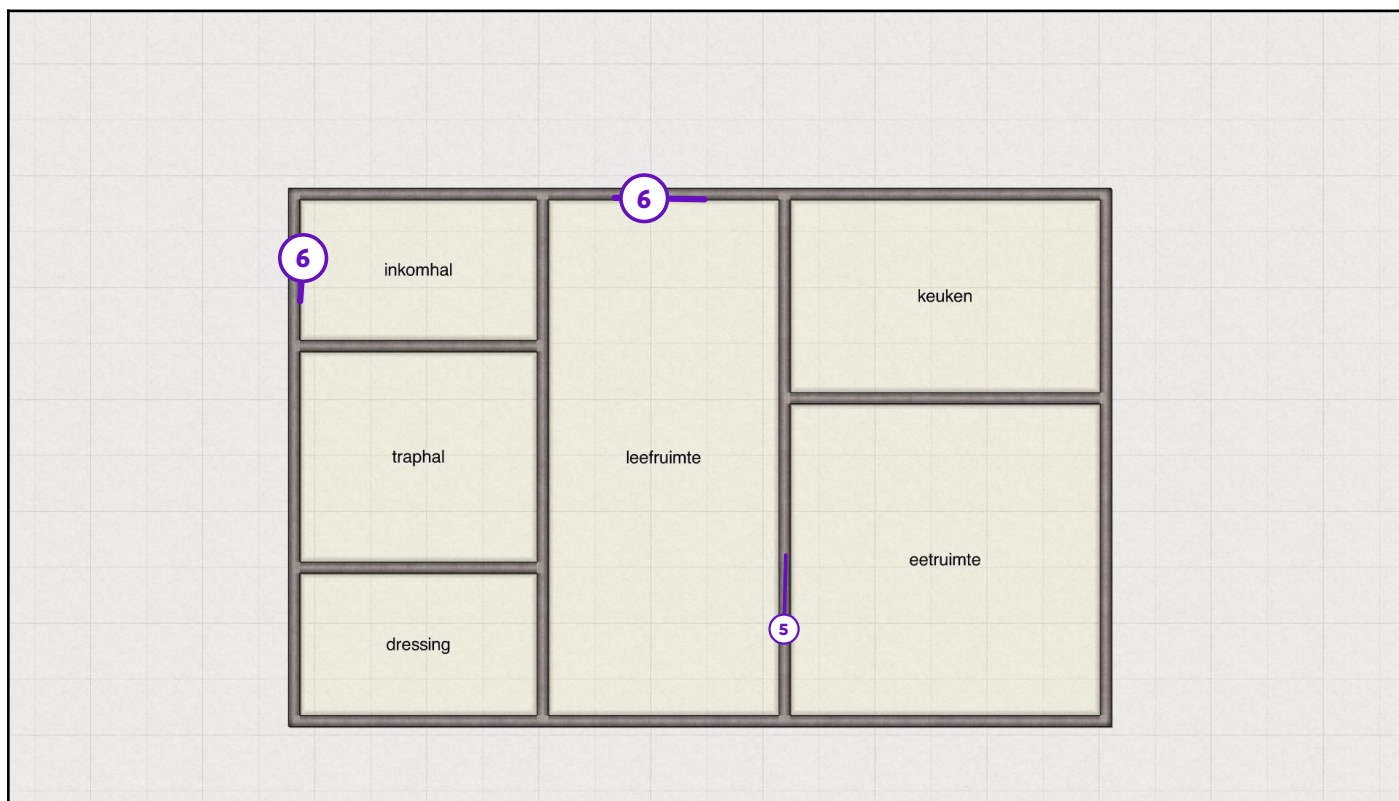 6
6
inkomhal
keuken
traphal
leefruimte
eetruimte
5
dressing